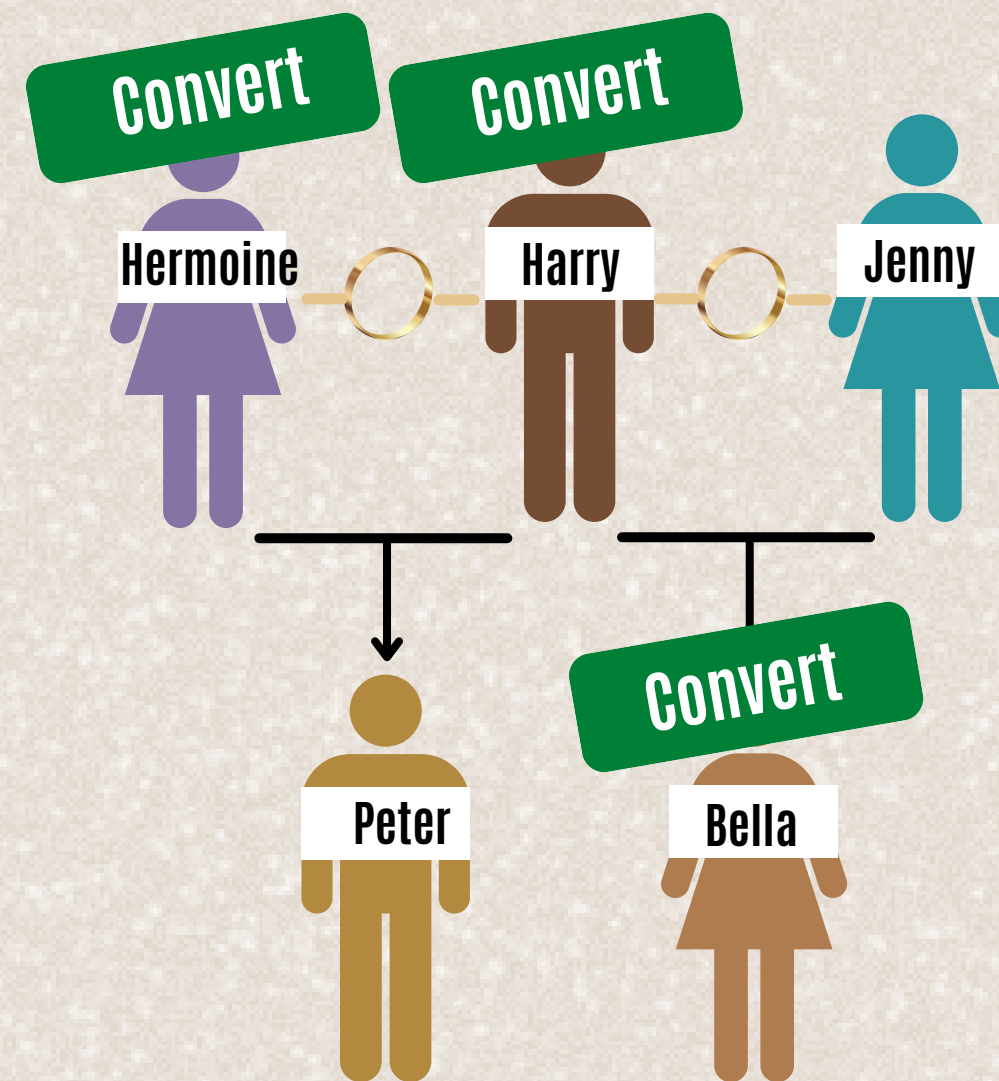 Convert
Convert
Hermoine
Harry
Jenny
Convert
Peter
Bella